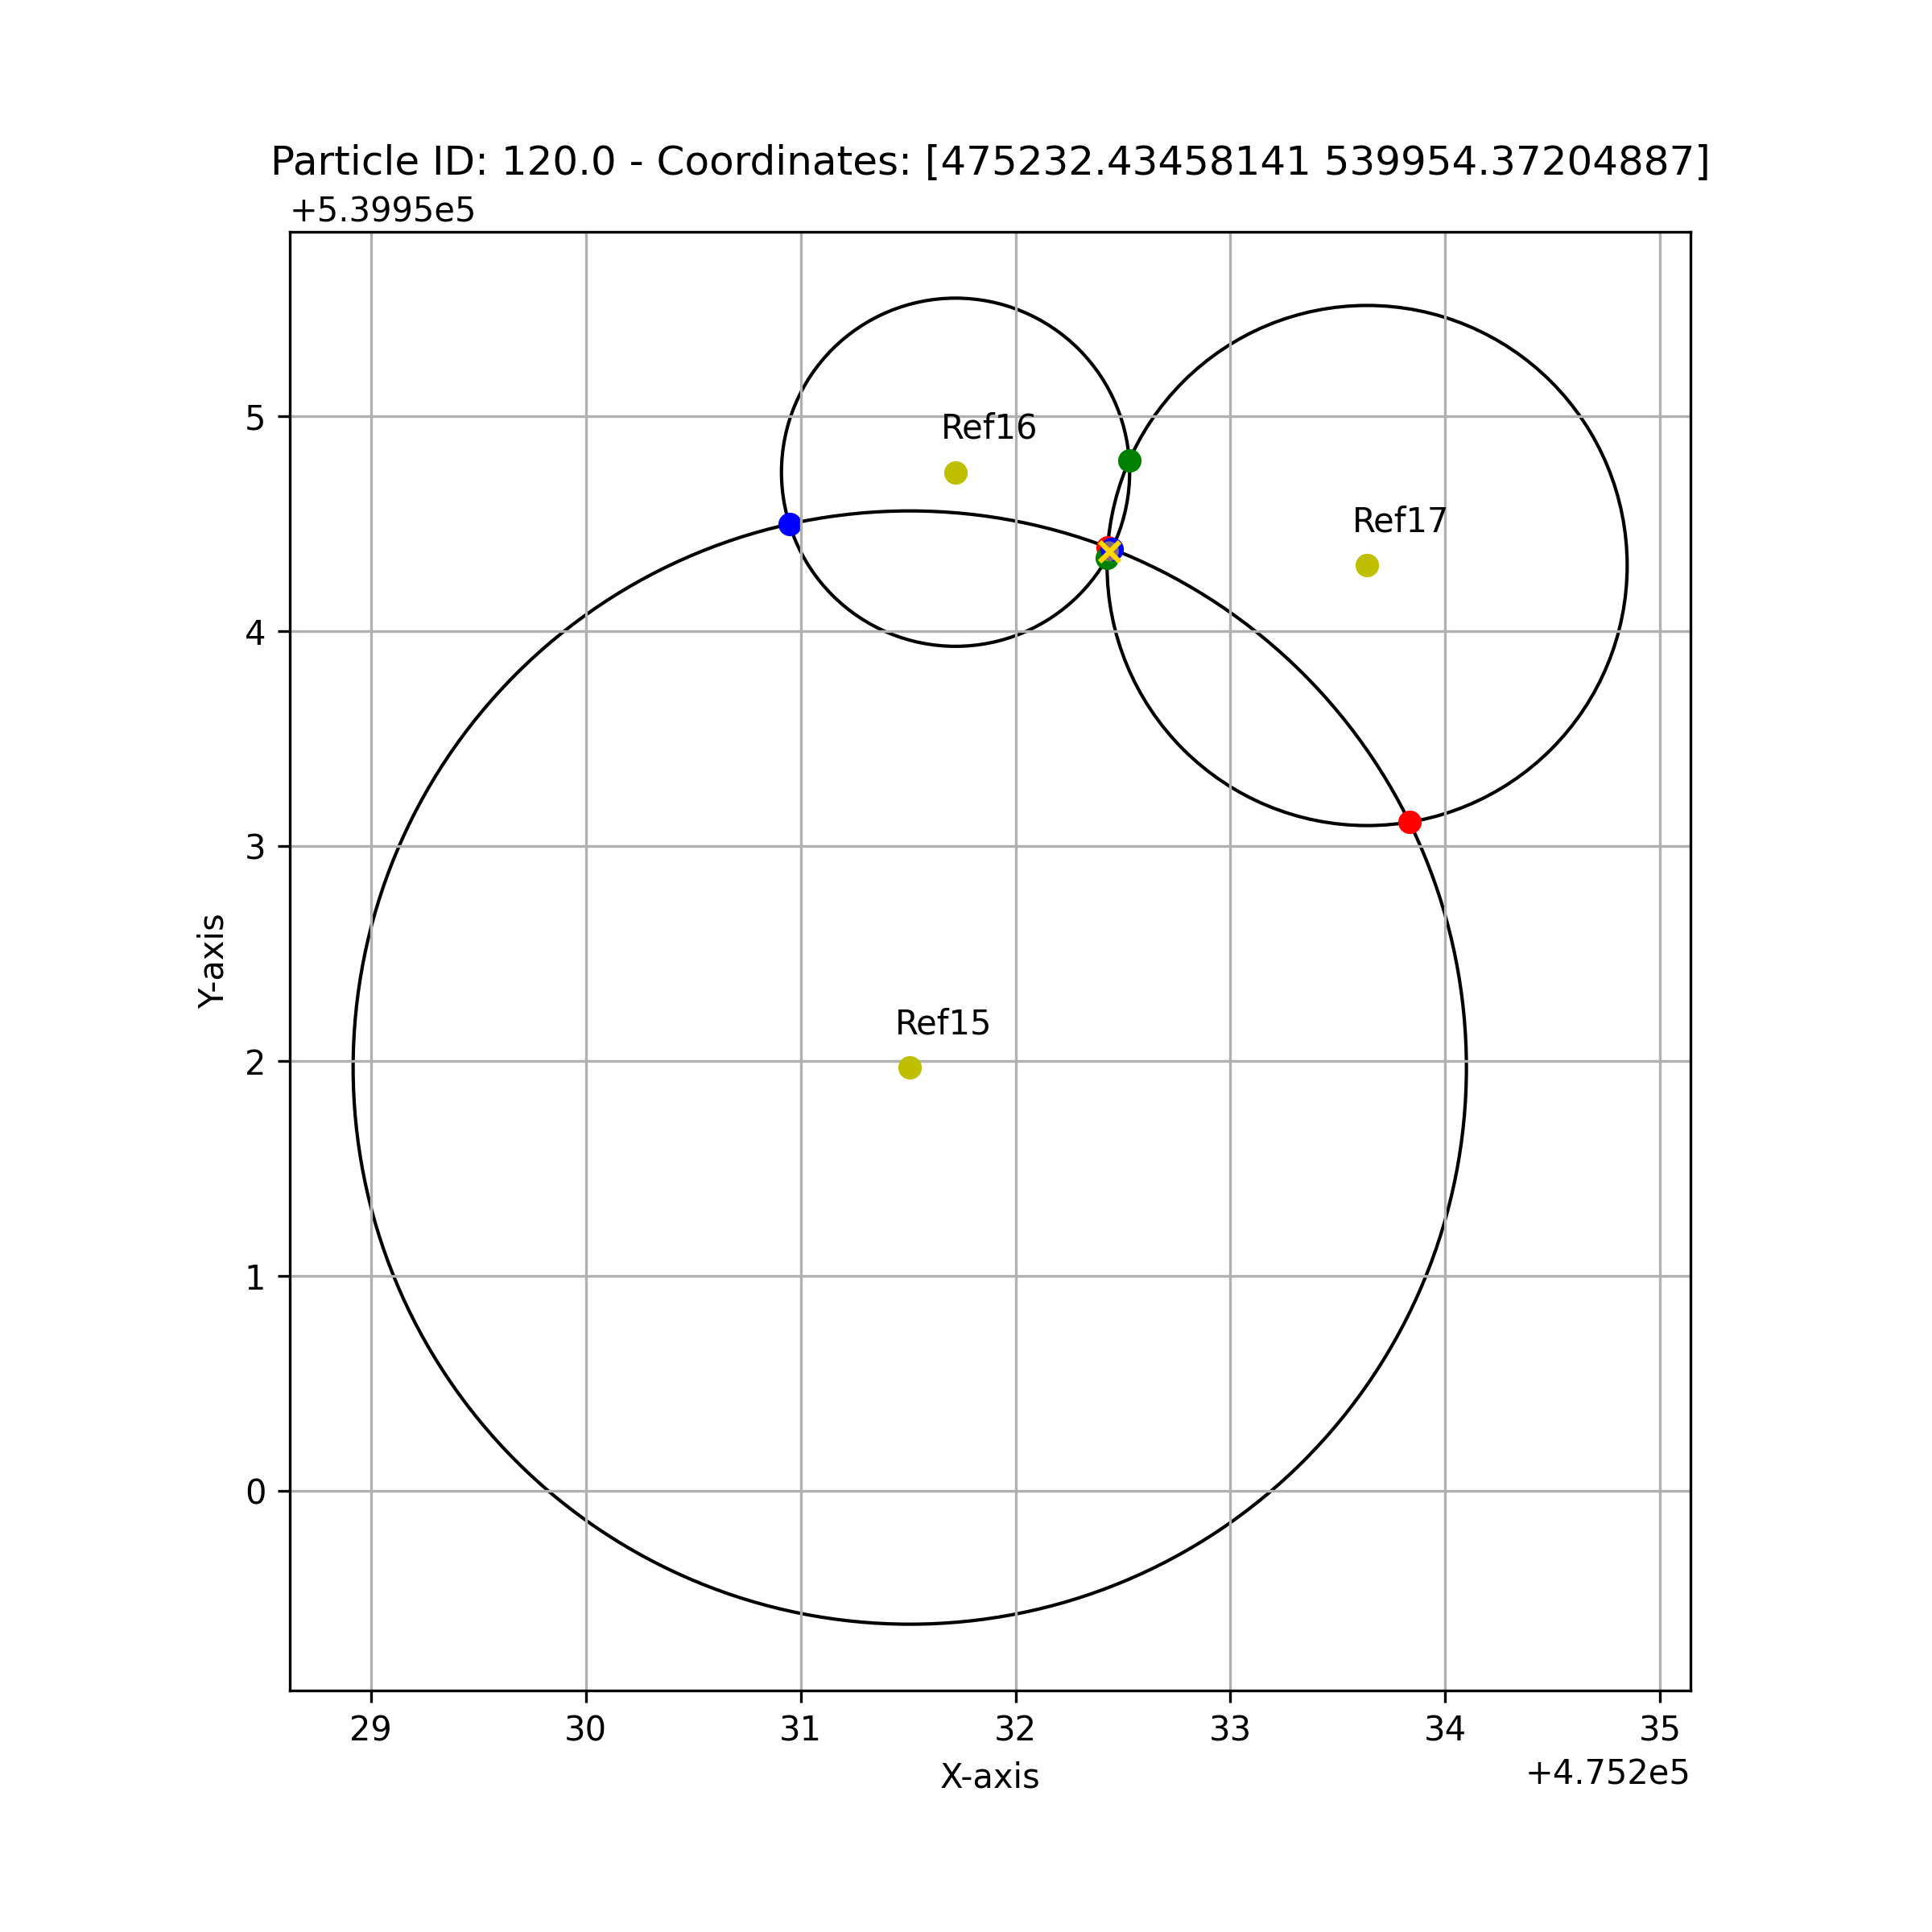 Particle ID: 120.0 - Coordinates: [475232.43458141 539954.37204887]
+5.3995e5
Ref16
5
Ref17
4
3
Y-axis
Ref15
2
1
0
29 30 31 32 33 34 35
X-axis
+4.752e5